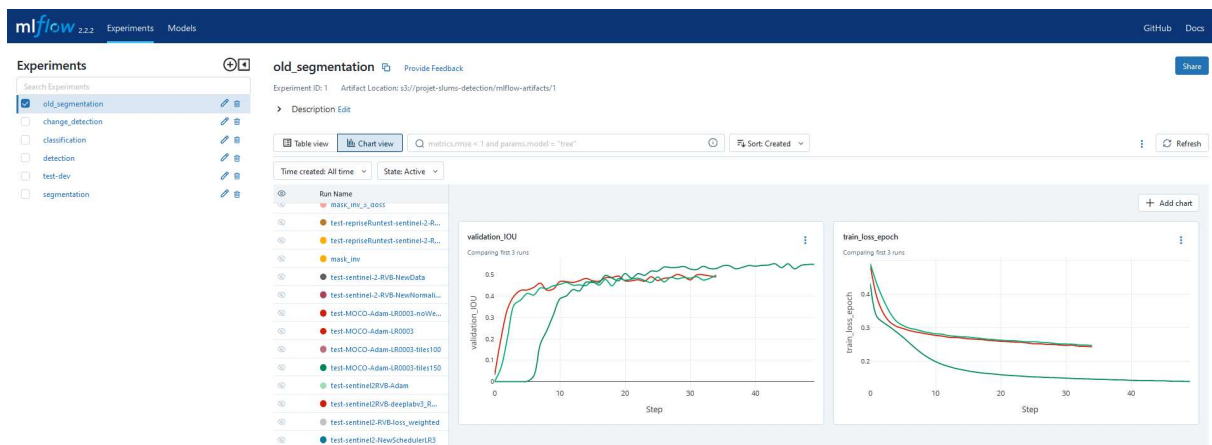 mlflow 2.2.2 Experiments Models GitHub Docs
Experiments
Search Experiments
old_segmentation
change_detection
classification
detection
test-dev
segmentation
old_segmentation Provide Feedback Share
Experiment ID: 1 Artifact Location: s3://projet-slums-detection/mlflow-artifacts/1
Description Edit
Table view Chart view metrics.rmse < 1 and params.model = "tree" Sort: Created Refresh
Time created: All time State: Active
Run Name
mask_inv_3_doss
test-repriseRuntest-sentinel-2-R...
test-repriseRuntest-sentinel-2-R...
mask_inv
test-sentinel-2-RVB-NewData
test-sentinel-2-RVB-NewNormali...
test-MOCO-Adam-LR0003-noWe...
test-MOCO-Adam-LR0003
test-MOCO-Adam-LR0003-tiles100
test-MOCO-Adam-LR0003-tiles150
test-sentinel2RVB-Adam
test-sentinel2RVB-deeplabv3_R...
test-sentinel2-RVB-loss_weighted
test-sentinel2-NewSchedulerLR3
+ Add chart
validation_IOU
Comparing first 3 runs
validation_IOU
0.5
0.4
0.3
0.2
0.1
0
0 10 20 30 40
Step
train_loss_epoch
Comparing first 3 runs
train_loss_epoch
0.4
0.3
0.2
0 10 20 30 40
Step